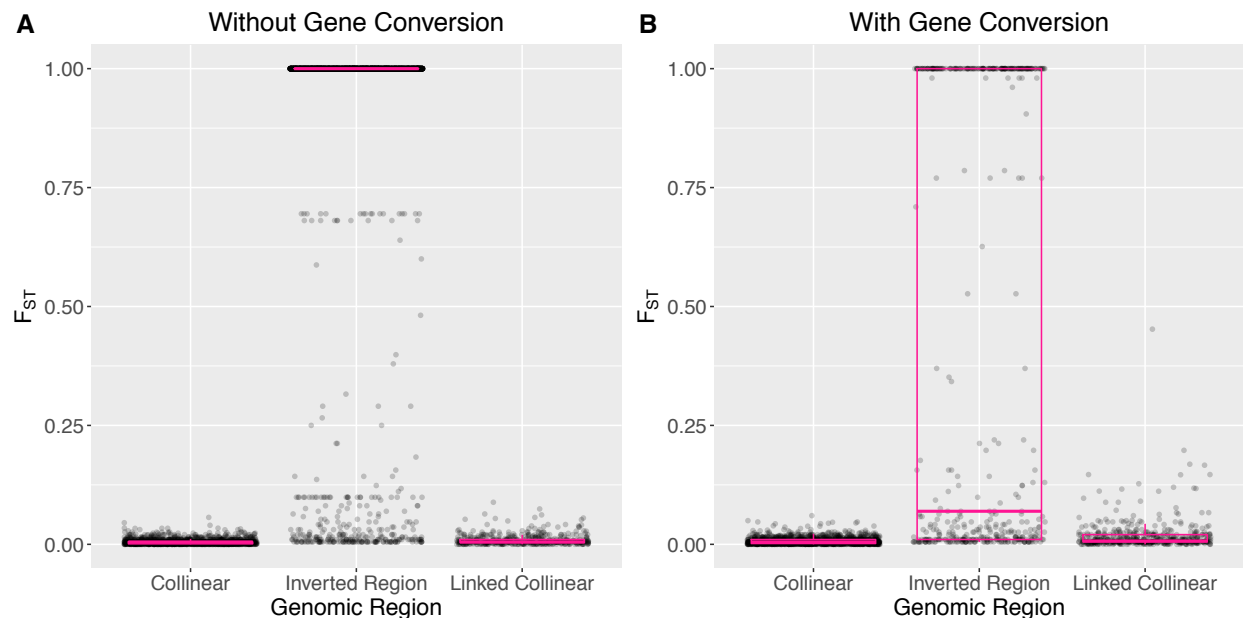 A
Without Gene Conversion
1.00
0.75
0.50
0.25
0.00
FST
Collinear
Inverted Region
Linked Collinear
Genomic Region
B
With Gene Conversion
1.00
0.75
0.50
0.25
0.00
FST
Collinear
Inverted Region
Linked Collinear
Genomic Region